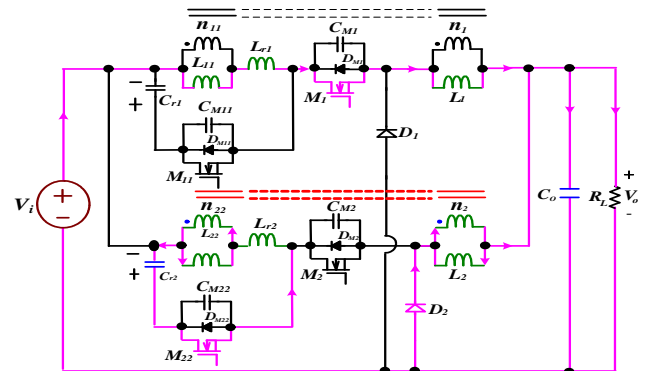 n11
n1
CM1
L11
Lr1
DM1
L1
M1
Cr1
CM11
DM11
D1
M11
Vi
+
−
n22
CM2
n2
L22
Lr2
DM2
M2
L2
Cr2
CM22
DM22
D2
M22
Co
RL
+
Vo
-
−
+
−
+